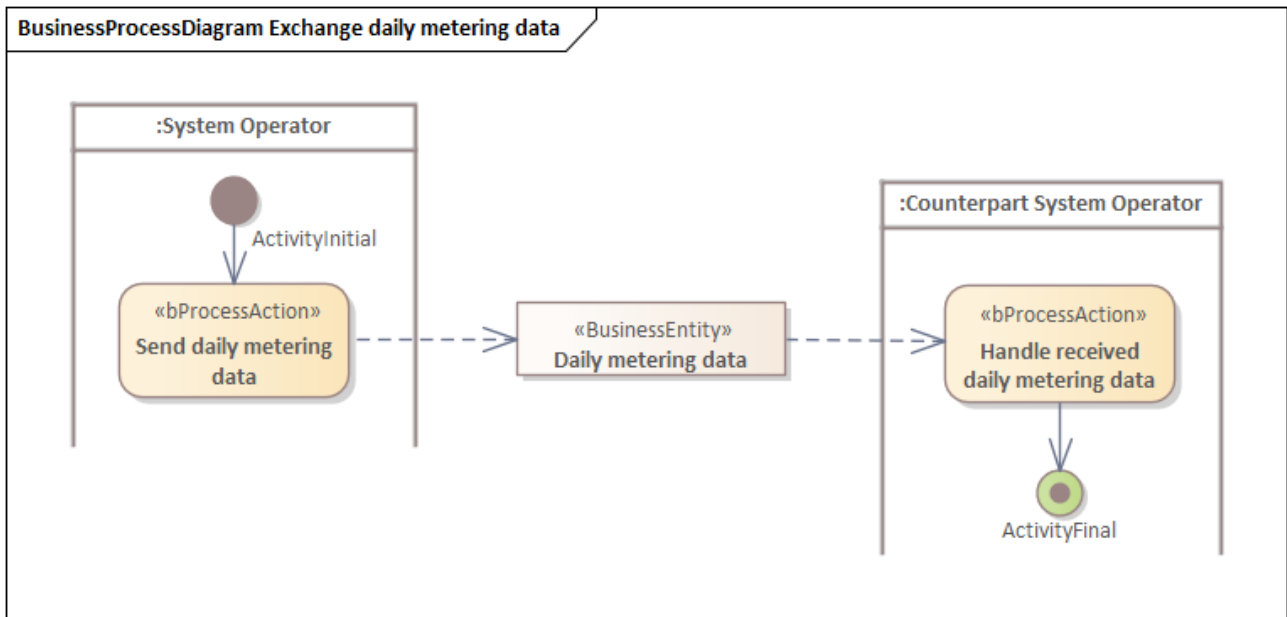 BusinessProcessDiagram Exchange daily metering data
:System Operator
ActivityInitial
«bProcessAction»
Send daily metering
data
«BusinessEntity»
Daily metering data
:Counterpart System Operator
«bProcessAction»
Handle received
daily metering data
ActivityFinal